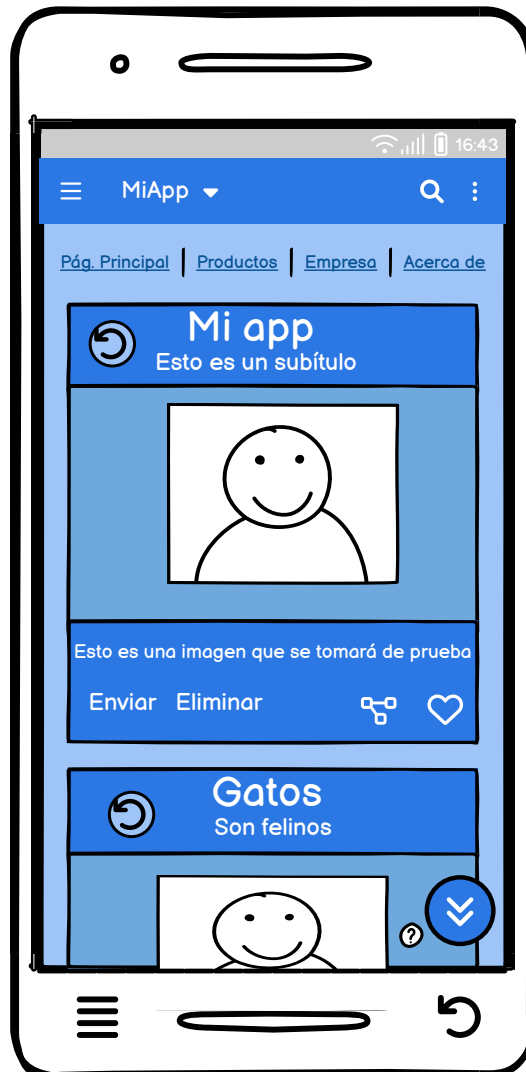 16:43
MiApp
Pág. Principal Productos Empresa Acerca de
Mi app
Esto es un subítulo
Esto es una imagen que se tomará de prueba
Enviar Eliminar
Gatos
Son felinos
?